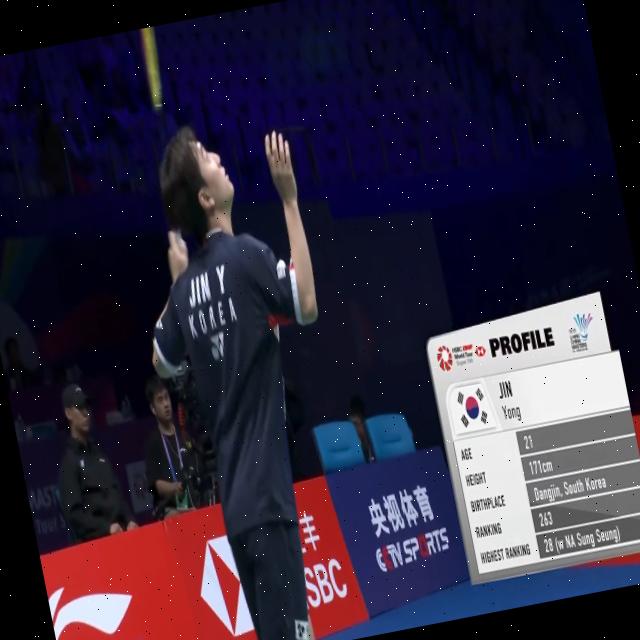 JIN Y
KOREA
PROFILE
JIN
Yong
AGE 21
HEIGHT 171cm
BIRTHPLACE Dangjin, South Korea
RANKING 263
HIGHEST RANKING 28 (w NA Sung Seung)
央视体育
CCTV SPORTS
SBC